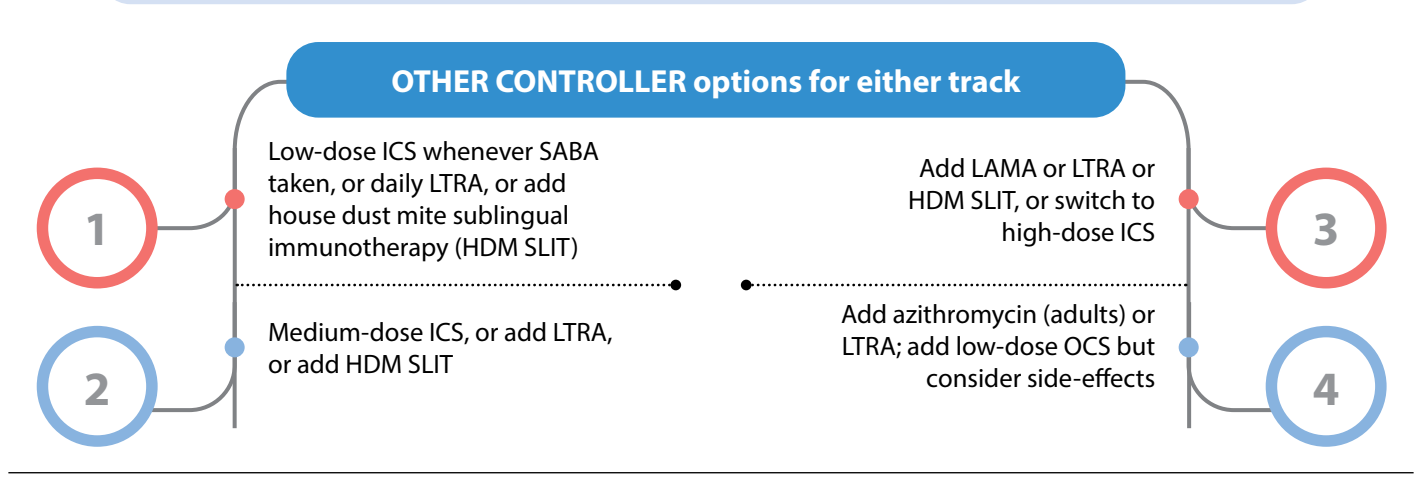 OTHER CONTROLLER options for either track
1
Low-dose ICS whenever SABA
taken, or daily LTRA, or add
house dust mite sublingual
immunotherapy (HDM SLIT)
2
Medium-dose ICS, or add LTRA,
or add HDM SLIT
Add LAMA or LTRA or
HDM SLIT, or switch to
high-dose ICS
3
Add azithromycin (adults) or
LTRA; add low-dose OCS but
consider side-effects
4